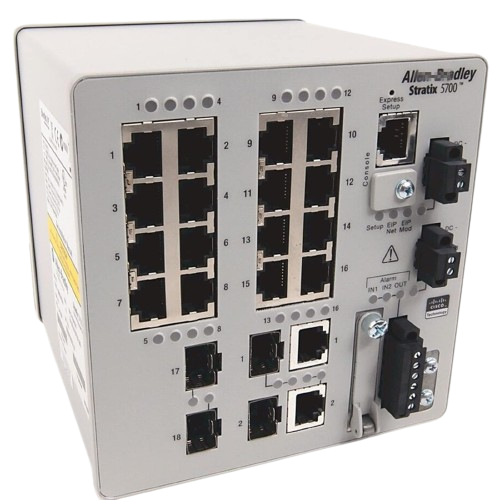 Allen-Bradley
Stratix 5700™
Express
Setup
1 4
9 12
1 2
3 4
5 6
7 8
9 10
11 12
13 14
15 16
Console
Setup EIP Net EIP Mod
DC -
Alarm
IN1 IN2 OUT
cisco
Technology
5 8
13 16
17
18
1 1
2 2